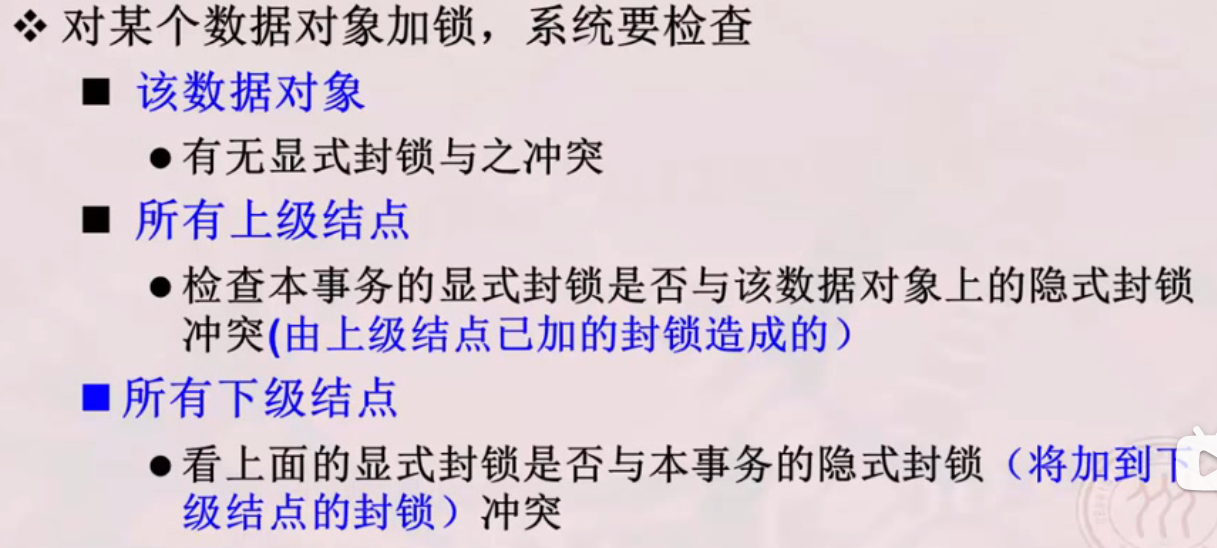 ❖ 对某个数据对象加锁，系统要检查
■ 该数据对象
● 有无显式封锁与之冲突
■ 所有上级结点
● 检查本事务的显式封锁是否与该数据对象上的隐式封锁
冲突(由上级结点已加的封锁造成的）
■ 所有下级结点
● 看上面的显式封锁是否与本事务的隐式封锁（将加到下
级结点的封锁）冲突